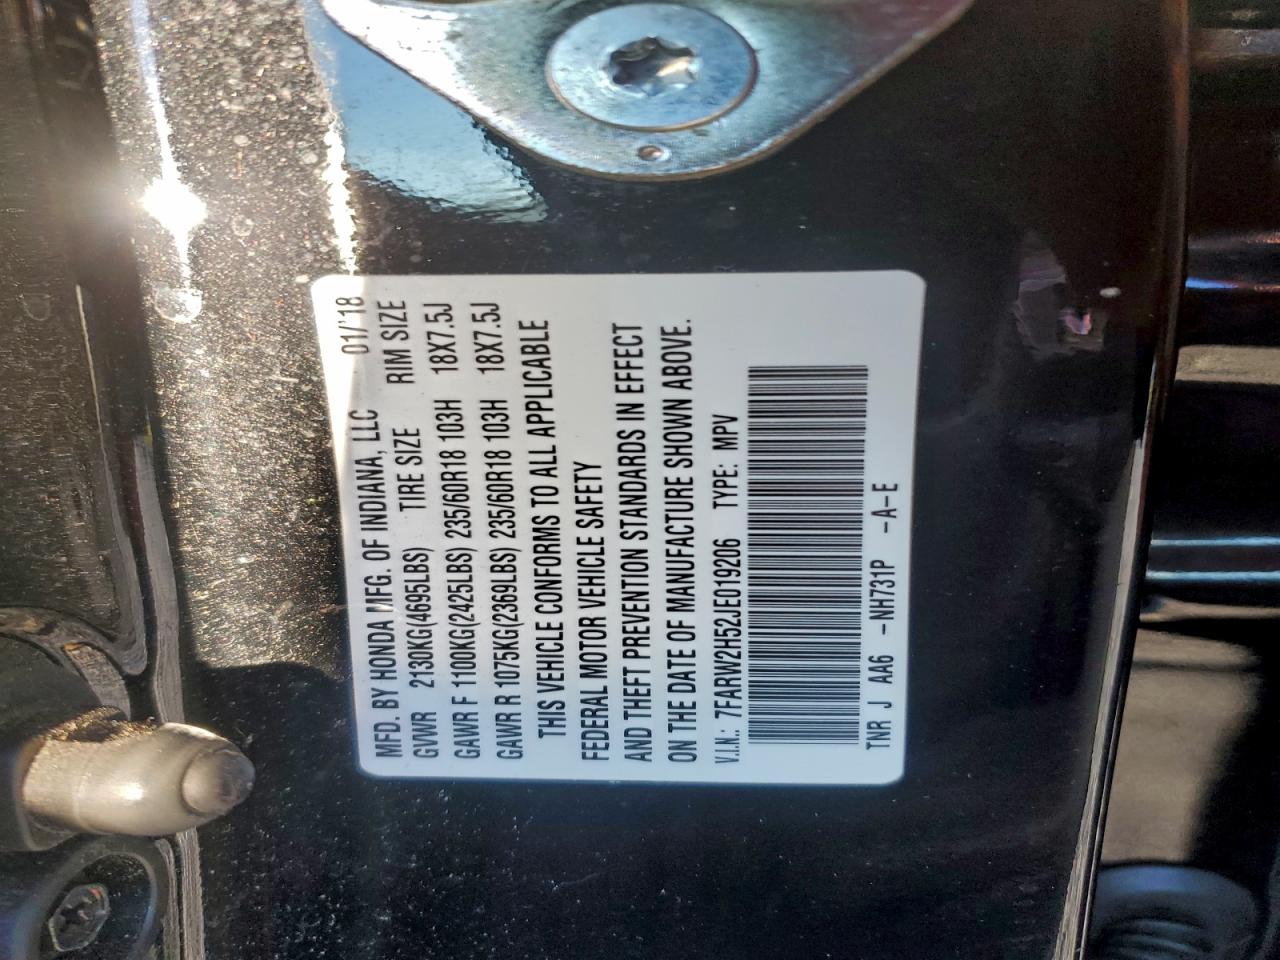 MFD. BY HONDA MFG. OF INDIANA, LLC 01/'18
GVWR 2130KG(4695LBS) TIRE SIZE RIM SIZE
GAWR F 1100KG(2425LBS) 235/60R18 103H 18X7.5J
GAWR R 1075KG(2369LBS) 235/60R18 103H 18X7.5J
THIS VEHICLE CONFORMS TO ALL APPLICABLE
FEDERAL MOTOR VEHICLE SAFETY
AND THEFT PREVENTION STANDARDS IN EFFECT
ON THE DATE OF MANUFACTURE SHOWN ABOVE.
V.I.N.: 7FARW2H52JE019206 TYPE: MPV
TNR J AA6 -NH731P -A-E